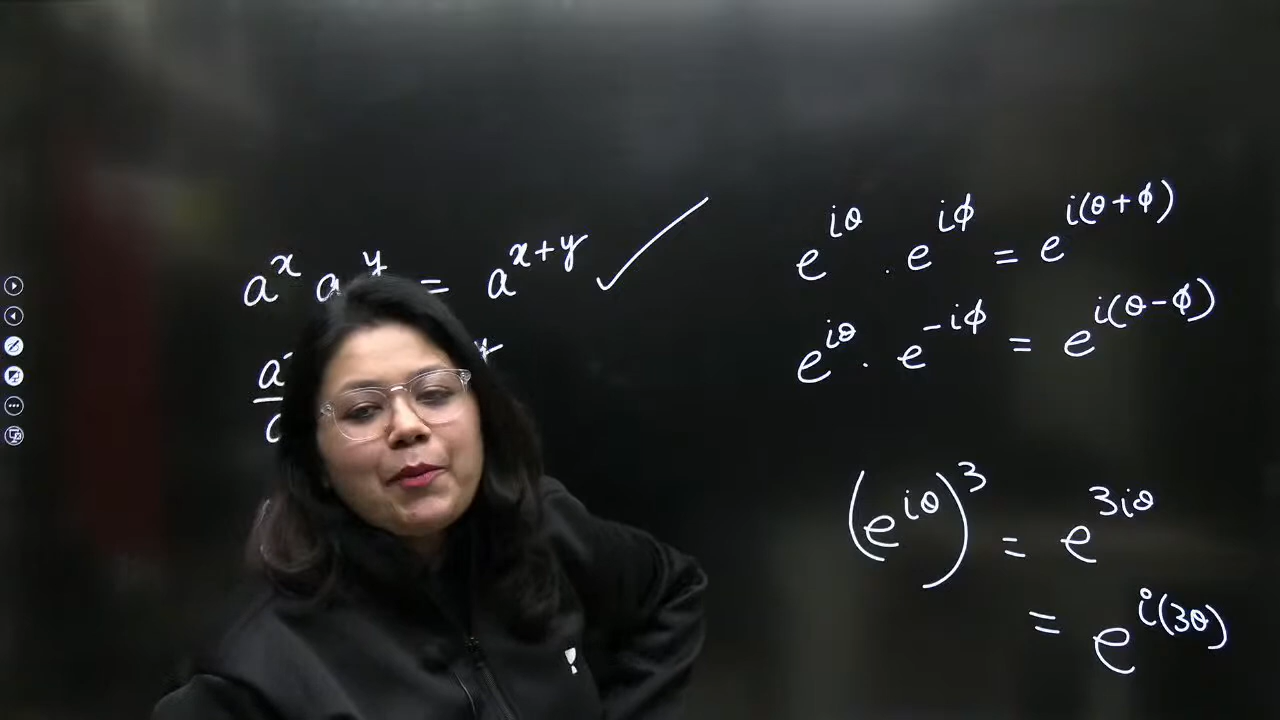 a^x a^y = a^{x+y} ✓
e^{iθ} . e^{iϕ} = e^{i(θ+ϕ)}
e^{iθ} . e^{-iϕ} = e^{i(θ-ϕ)}
(e^{iθ})^3 = e^{3iθ}
= e^{i(3θ)}